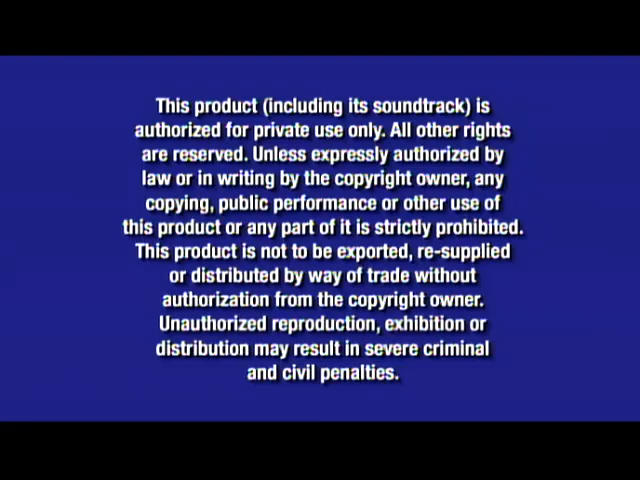 This product (including its soundtrack) is
authorized for private use only. All other rights
are reserved. Unless expressly authorized by
law or in writing by the copyright owner, any
copying, public performance or other use of
this product or any part of it is strictly prohibited.
This product is not to be exported, re-supplied
or distributed by way of trade without
authorization from the copyright owner.
Unauthorized reproduction, exhibition or
distribution may result in severe criminal
and civil penalties.